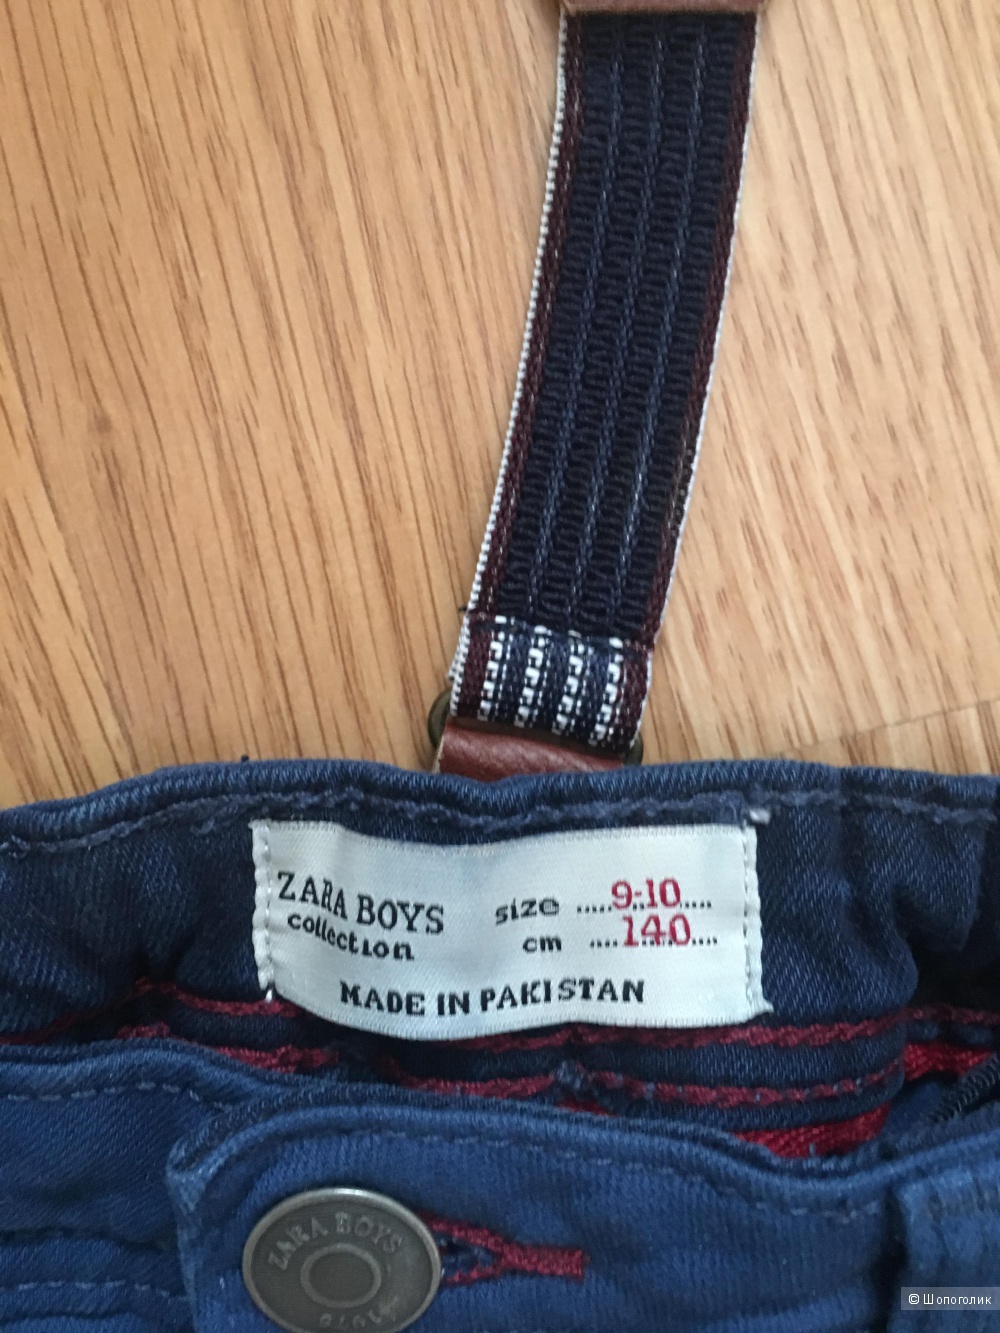 ZARA BOYS
collection
size ......9-10.....
cm .....140....
MADE IN PAKISTAN
ZARA BOYS
© Шопоголик